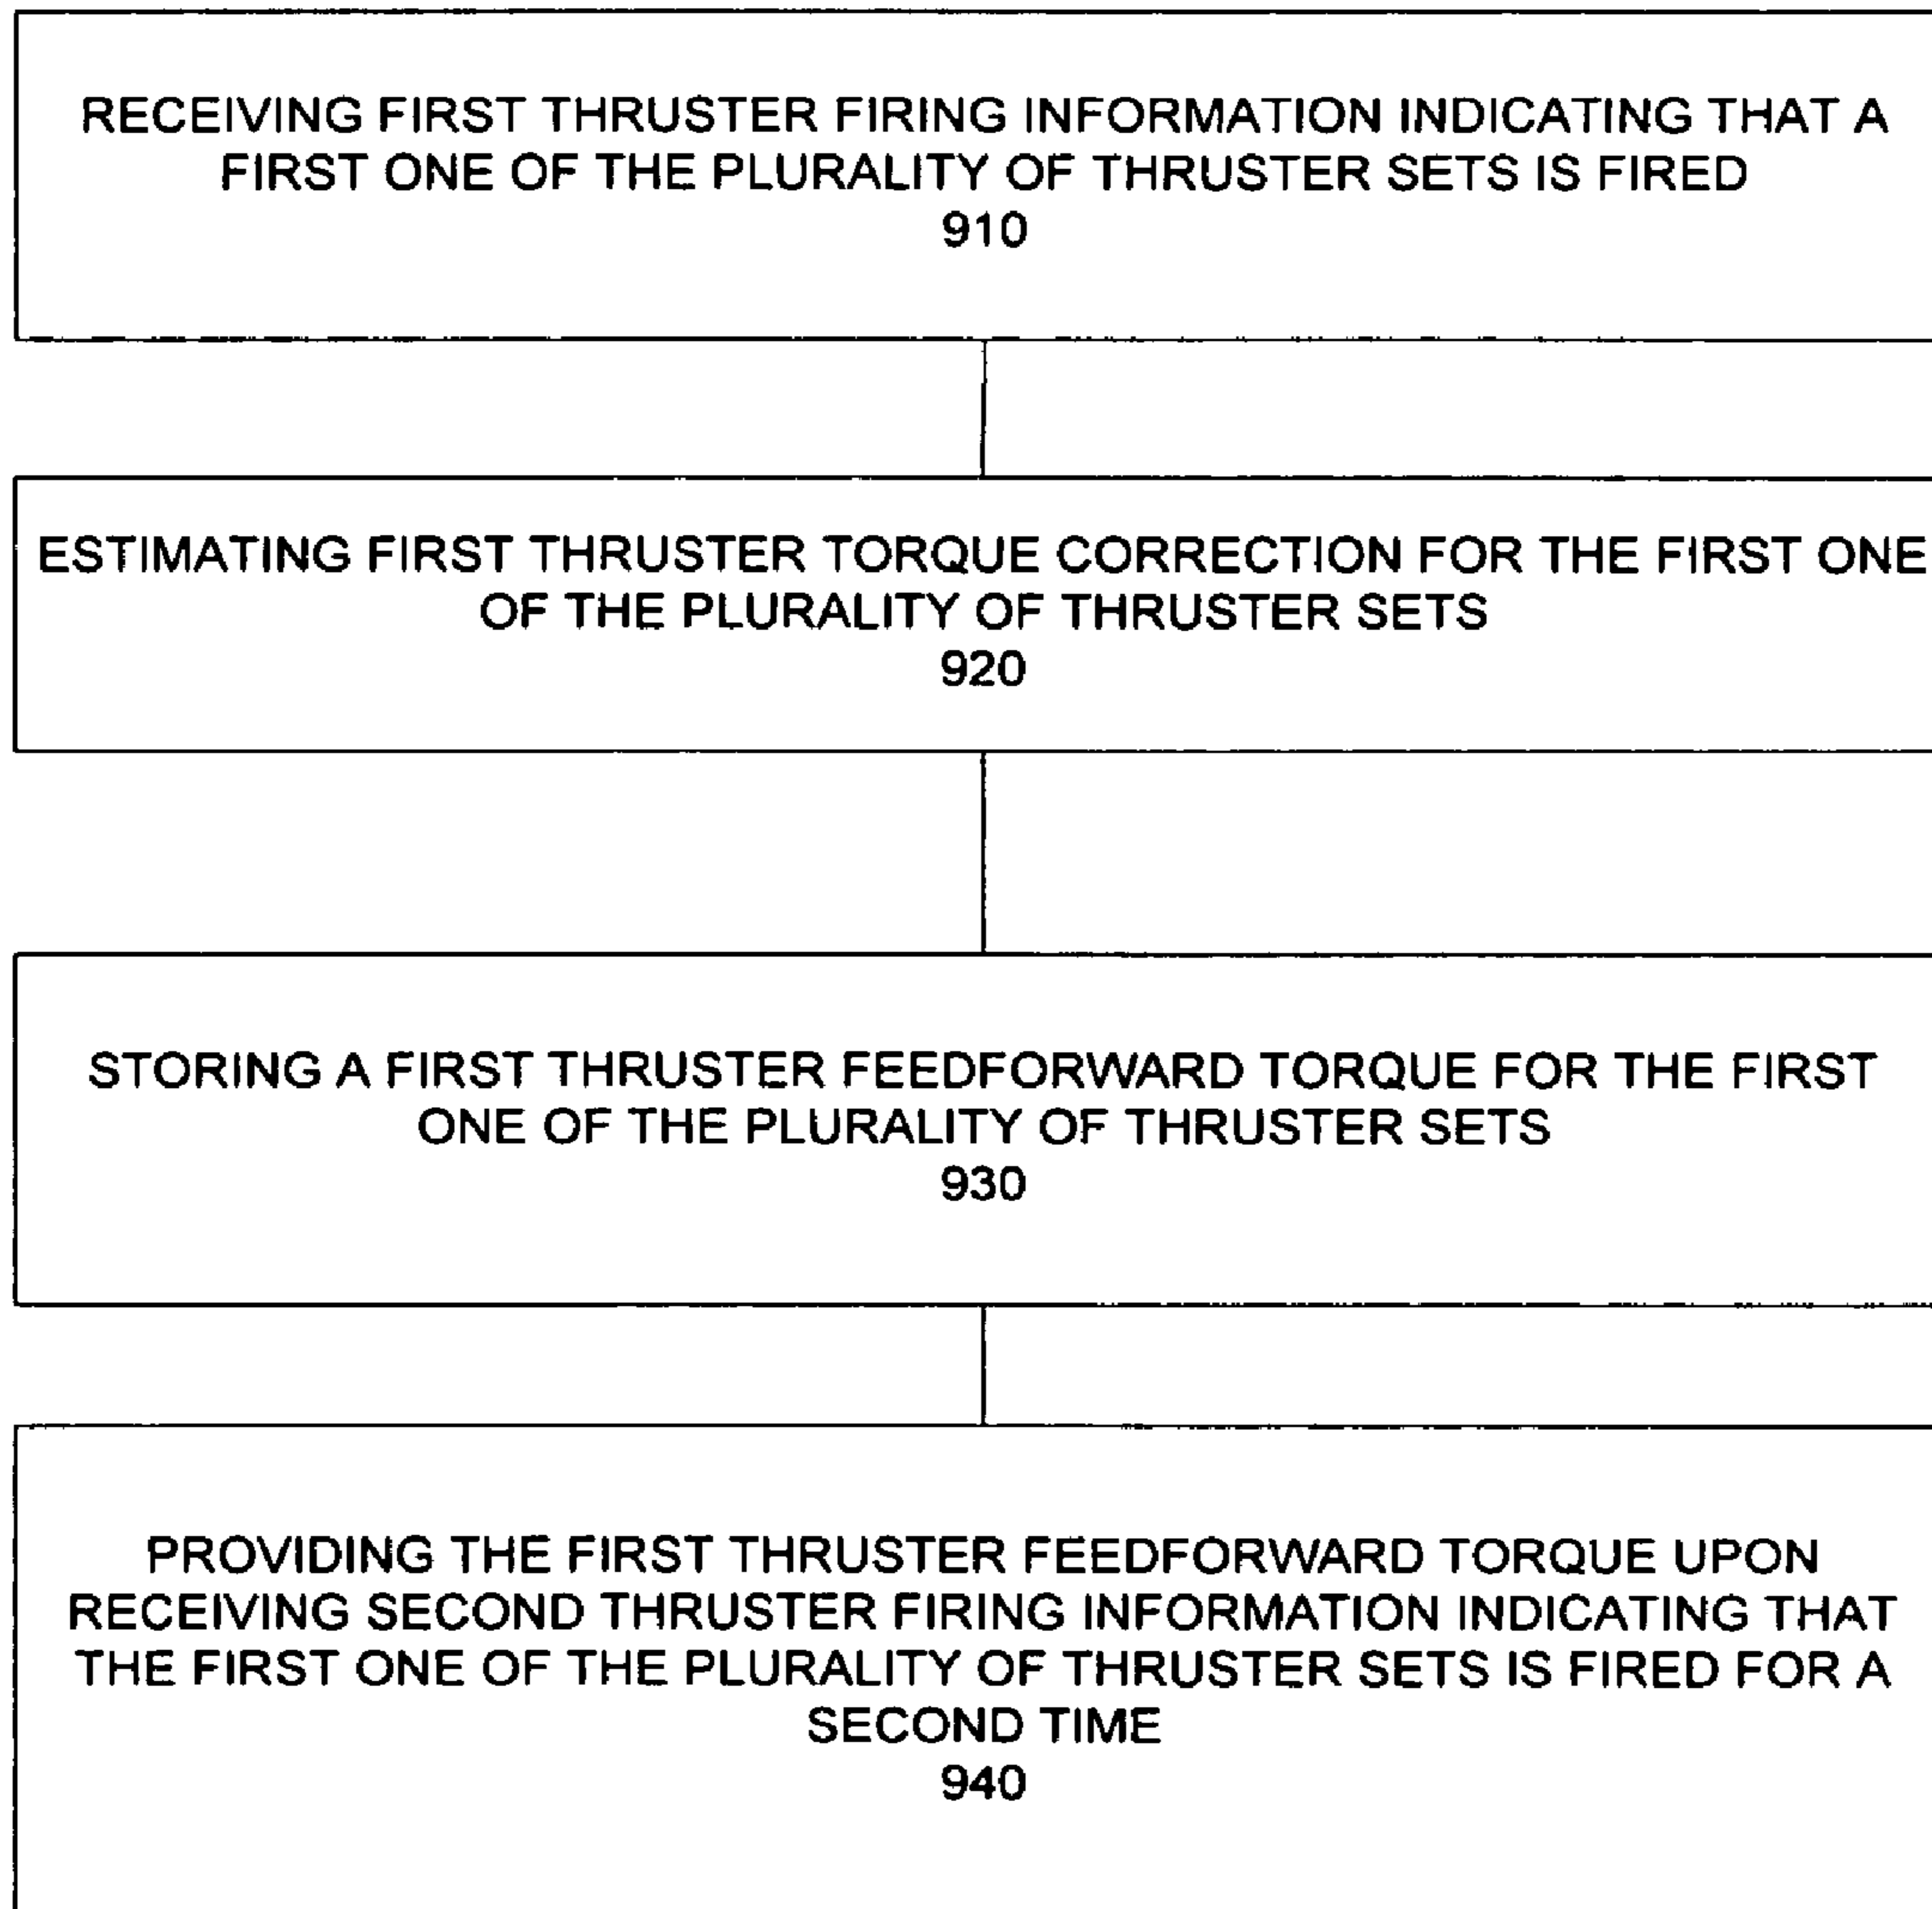 RECEIVING FIRST THRUSTER FIRING INFORMATION INDICATING THAT A
FIRST ONE OF THE PLURALITY OF THRUSTER SETS IS FIRED
910
ESTIMATING FIRST THRUSTER TORQUE CORRECTION FOR THE FIRST ONE
OF THE PLURALITY OF THRUSTER SETS
920
STORING A FIRST THRUSTER FEEDFORWARD TORQUE FOR THE FIRST
ONE OF THE PLURALITY OF THRUSTER SETS
930
PROVIDING THE FIRST THRUSTER FEEDFORWARD TORQUE UPON
RECEIVING SECOND THRUSTER FIRING INFORMATION INDICATING THAT
THE FIRST ONE OF THE PLURALITY OF THRUSTER SETS IS FIRED FOR A
SECOND TIME
940